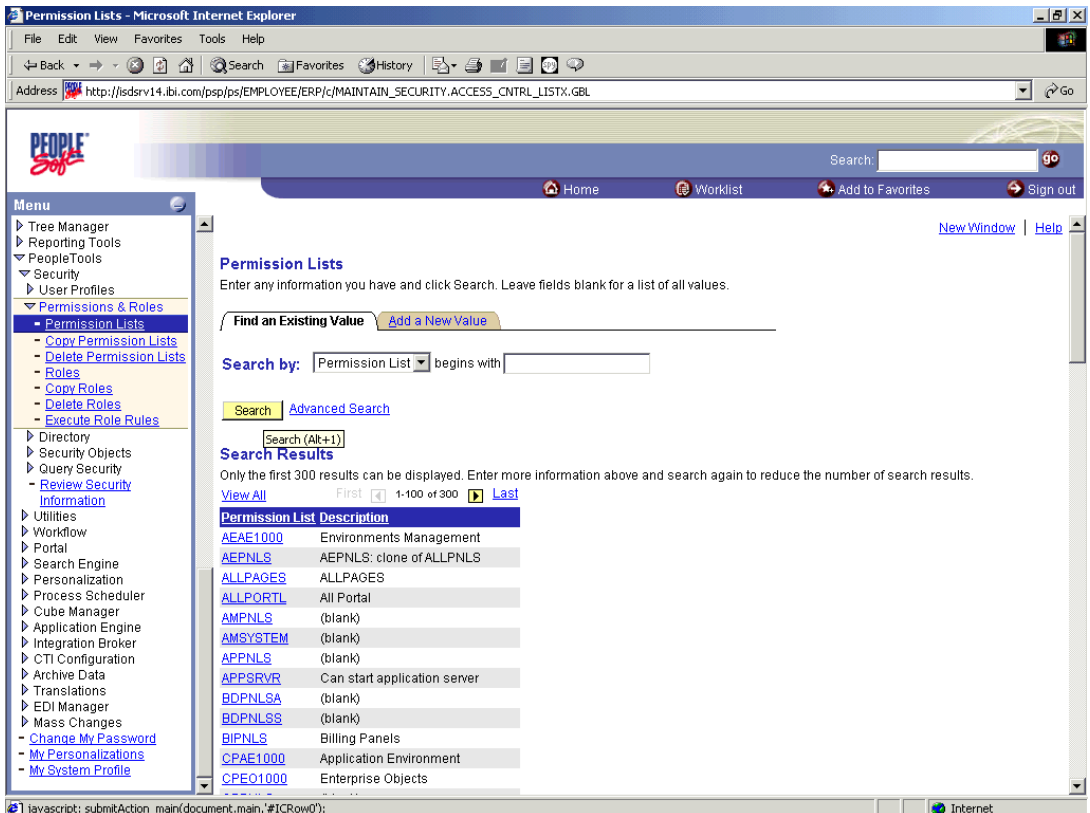 Permission Lists - Microsoft Internet Explorer
File Edit View Favorites Tools Help
Back Search Favorites History
Address http://isdsrv14.ibi.com/psp/ps/EMPLOYEE/ERP/c/MAINTAIN_SECURITY.ACCESS_CNTRL_LISTX.GBL Go
PEOPLE Soft
Search: go
Home Worklist Add to Favorites Sign out
Menu
Tree Manager
Reporting Tools
PeopleTools
Security
User Profiles
Permissions & Roles
- Permission Lists
- Copy Permission Lists
- Delete Permission Lists
- Roles
- Copy Roles
- Delete Roles
- Execute Role Rules
Directory
Security Objects
Query Security
- Review Security
Information
Utilities
Workflow
Portal
Search Engine
Personalization
Process Scheduler
Cube Manager
Application Engine
Integration Broker
CTI Configuration
Archive Data
Translations
EDI Manager
Mass Changes
- Change My Password
- My Personalizations
- My System Profile
New Window | Help
Permission Lists
Enter any information you have and click Search. Leave fields blank for a list of all values.
Find an Existing Value Add a New Value
Search by: Permission List begins with
Search Advanced Search
Search (Alt+1)
Search Results
Only the first 300 results can be displayed. Enter more information above and search again to reduce the number of search results.
View All First 1-100 of 300 Last
Permission List Description
AEAE1000 Environments Management
AEPNLS AEPNLS: clone of ALLPNLS
ALLPAGES ALLPAGES
ALLPORTL All Portal
AMPNLS (blank)
AMSYSTEM (blank)
APPNLS (blank)
APPSRVR Can start application server
BDPNLSA (blank)
BDPNLSS (blank)
BIPNLS Billing Panels
CPAE1000 Application Environment
CPEO1000 Enterprise Objects
javascript: submitAction_main(document.main,'#ICRow0'); Internet